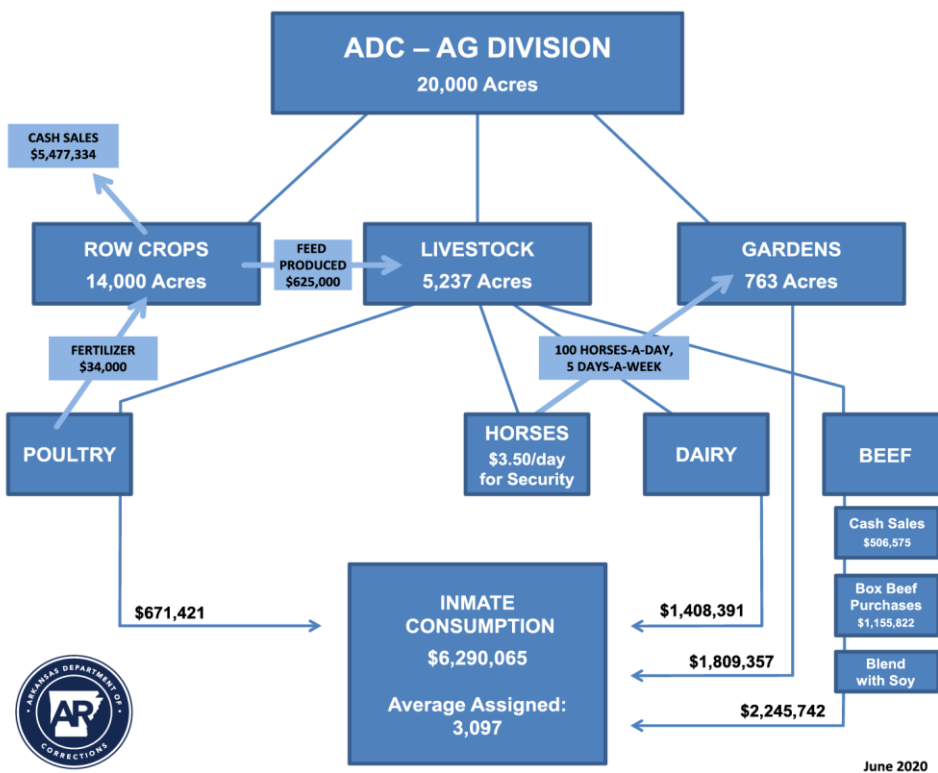 ADC – AG DIVISION
20,000 Acres
CASH SALES
$5,477,334
ROW CROPS
14,000 Acres
FEED
PRODUCED
$625,000
LIVESTOCK
5,237 Acres
GARDENS
763 Acres
FERTILIZER
$34,000
100 HORSES-A-DAY,
5 DAYS-A-WEEK
POULTRY
HORSES
$3.50/day
for Security
DAIRY
BEEF
Cash Sales
$506,575
Box Beef
Purchases
$1,155,822
Blend
with Soy
$671,421
INMATE
CONSUMPTION
$6,290,065
Average Assigned:
3,097
$1,408,391
$1,809,357
$2,245,742
ARKANSAS DEPARTMENT OF
AR
CORRECTIONS
June 2020